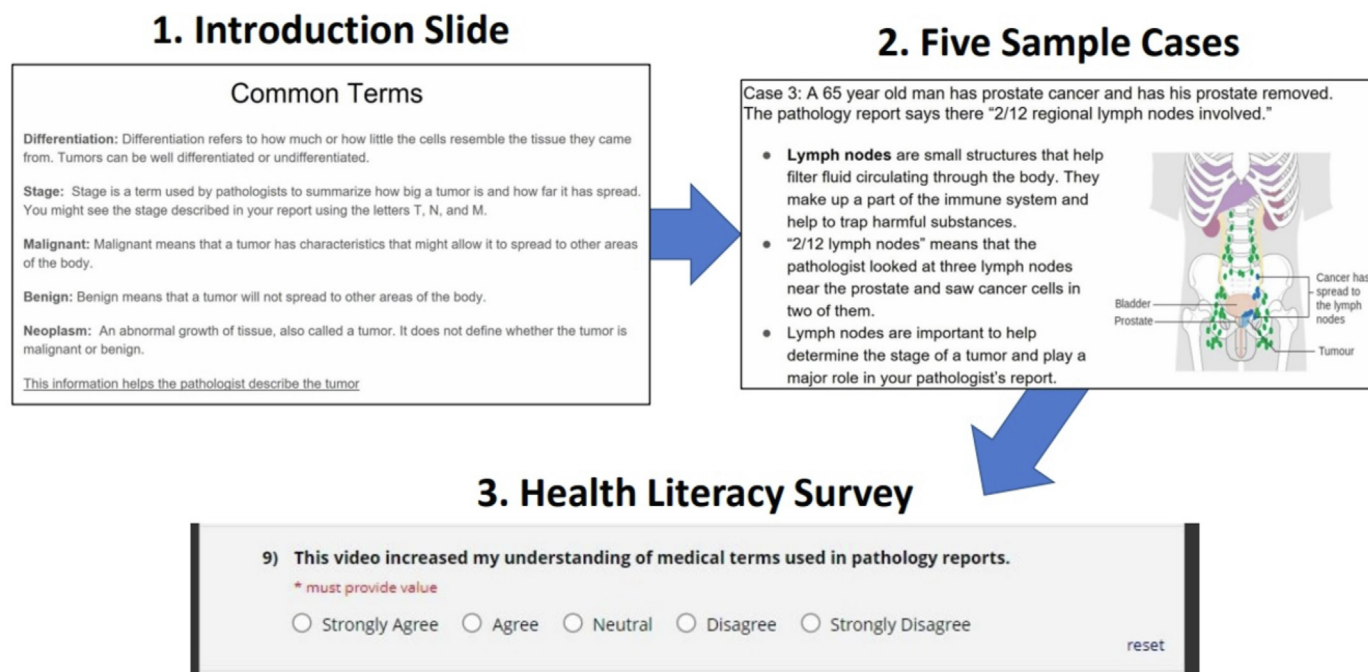 1. Introduction Slide
Common Terms
Differentiation: Differentiation refers to how much or how little the cells resemble the tissue they came
from. Tumors can be well differentiated or undifferentiated.
Stage: Stage is a term used by pathologists to summarize how big a tumor is and how far it has spread.
You might see the stage described in your report using the letters T, N, and M.
Malignant: Malignant means that a tumor has characteristics that might allow it to spread to other areas
of the body.
Benign: Benign means that a tumor will not spread to other areas of the body.
Neoplasm: An abnormal growth of tissue, also called a tumor. It does not define whether the tumor is
malignant or benign.
This information helps the pathologist describe the tumor
2. Five Sample Cases
Case 3: A 65 year old man has prostate cancer and has his prostate removed.
The pathology report says there “2/12 regional lymph nodes involved.”
● Lymph nodes are small structures that help
filter fluid circulating through the body. They
make up a part of the immune system and
help to trap harmful substances.
● “2/12 lymph nodes” means that the
pathologist looked at three lymph nodes
near the prostate and saw cancer cells in
two of them.
● Lymph nodes are important to help
determine the stage of a tumor and play a
major role in your pathologist’s report.
Bladder
Prostate
Cancer has
spread to
the lymph
nodes
Tumour
3. Health Literacy Survey
9) This video increased my understanding of medical terms used in pathology reports.
* must provide value
Strongly Agree Agree Neutral Disagree Strongly Disagree
reset